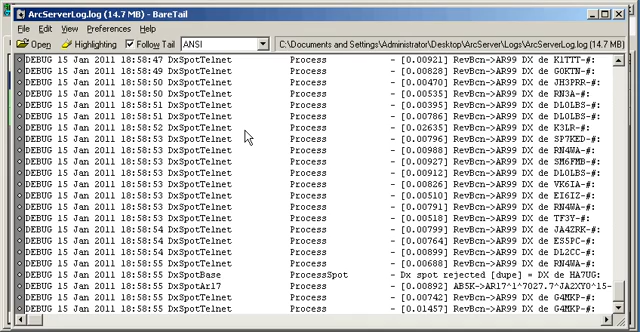 ArcServerLog.log (14.7 MB) - BareTail
File Edit View Preferences Help
Open Highlighting Follow Tail ANSI C:\Documents and Settings\Administrator\Desktop\ArcServer\Logs\ArcServerLog.log (14.7 MB)
DEBUG 15 Jan 2011 18:58:47 DxSpotTelnet Process - [0.00921] RevBcn->AR99 DX de K1TTT-#:
DEBUG 15 Jan 2011 18:58:49 DxSpotTelnet Process - [0.00828] RevBcn->AR99 DX de G0KTN-#:
DEBUG 15 Jan 2011 18:58:50 DxSpotTelnet Process - [0.00470] RevBcn->AR99 DX de JH3PRR-#:
DEBUG 15 Jan 2011 18:58:50 DxSpotTelnet Process - [0.00535] RevBcn->AR99 DX de RN3A-#:
DEBUG 15 Jan 2011 18:58:51 DxSpotTelnet Process - [0.00395] RevBcn->AR99 DX de DL0LBS-#:
DEBUG 15 Jan 2011 18:58:51 DxSpotTelnet Process - [0.00786] RevBcn->AR99 DX de DL0LBS-#:
DEBUG 15 Jan 2011 18:58:52 DxSpotTelnet Process - [0.02635] RevBcn->AR99 DX de K3LR-#:
DEBUG 15 Jan 2011 18:58:53 DxSpotTelnet Process - [0.00796] RevBcn->AR99 DX de SP7KED-#:
DEBUG 15 Jan 2011 18:58:53 DxSpotTelnet Process - [0.00988] RevBcn->AR99 DX de RN4WA-#:
DEBUG 15 Jan 2011 18:58:53 DxSpotTelnet Process - [0.00927] RevBcn->AR99 DX de SM6FMB-#:
DEBUG 15 Jan 2011 18:58:53 DxSpotTelnet Process - [0.00912] RevBcn->AR99 DX de DL0LBS-#:
DEBUG 15 Jan 2011 18:58:53 DxSpotTelnet Process - [0.00826] RevBcn->AR99 DX de VK6IA-#:
DEBUG 15 Jan 2011 18:58:53 DxSpotTelnet Process - [0.00510] RevBcn->AR99 DX de EI6IZ-#:
DEBUG 15 Jan 2011 18:58:53 DxSpotTelnet Process - [0.00791] RevBcn->AR99 DX de RN4WA-#:
DEBUG 15 Jan 2011 18:58:53 DxSpotTelnet Process - [0.00518] RevBcn->AR99 DX de TF3Y-#:
DEBUG 15 Jan 2011 18:58:54 DxSpotTelnet Process - [0.00799] RevBcn->AR99 DX de JA4ZRK-#:
DEBUG 15 Jan 2011 18:58:54 DxSpotTelnet Process - [0.00764] RevBcn->AR99 DX de ES5PC-#:
DEBUG 15 Jan 2011 18:58:54 DxSpotTelnet Process - [0.00899] RevBcn->AR99 DX de DL2CC-#:
DEBUG 15 Jan 2011 18:58:55 DxSpotTelnet Process - [0.00688] RevBcn->AR99 DX de RN4WA-#:
DEBUG 15 Jan 2011 18:58:55 DxSpotBase ProcessSpot - Dx spot rejected [dupe] = DX de HA7UG:
DEBUG 15 Jan 2011 18:58:55 DxSpotAr17 Process - [0.00892] AB5K->AR17^1^7027.7^JA2XYO^15-
DEBUG 15 Jan 2011 18:58:55 DxSpotTelnet Process - [0.00742] RevBcn->AR99 DX de G4MKP-#:
DEBUG 15 Jan 2011 18:58:55 DxSpotTelnet Process - [0.01457] RevBcn->AR99 DX de G4MKP-#: